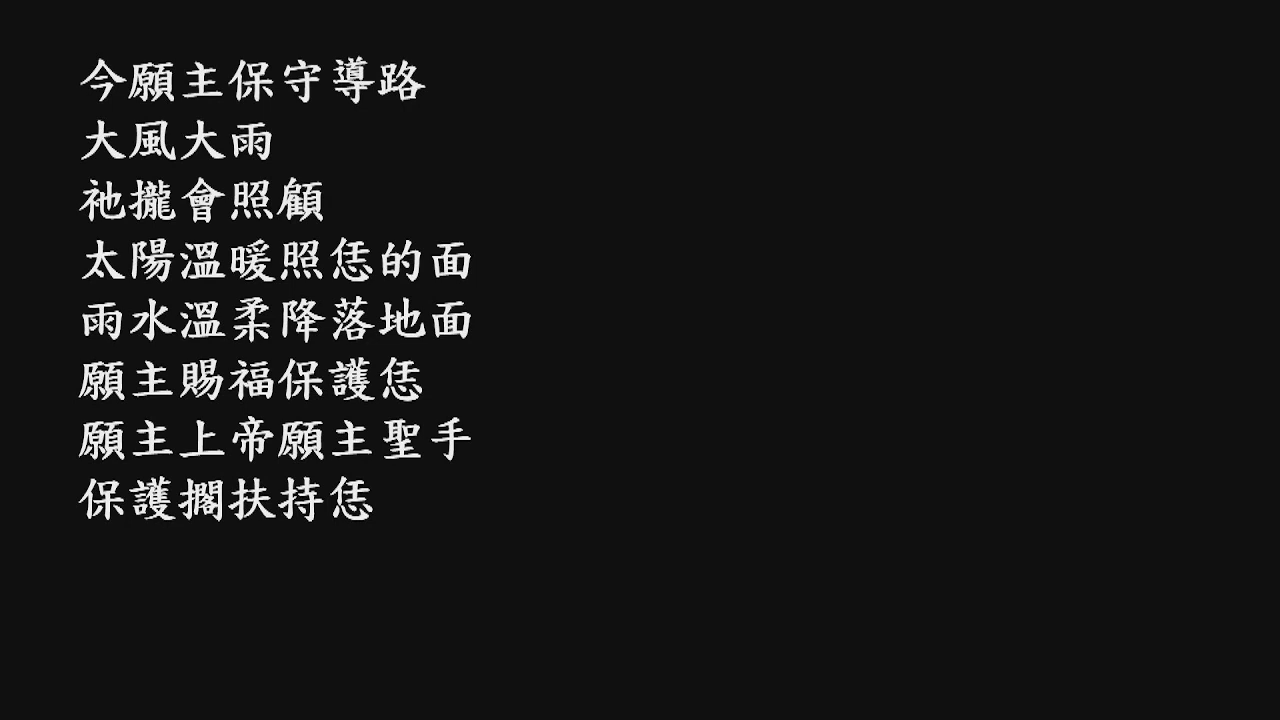 今願主保守導路
大風大雨
祂攏會照顧
太陽溫暖照恁的面
雨水溫柔降落地面
願主賜福保護恁
願主上帝願主聖手
保護擱扶持恁